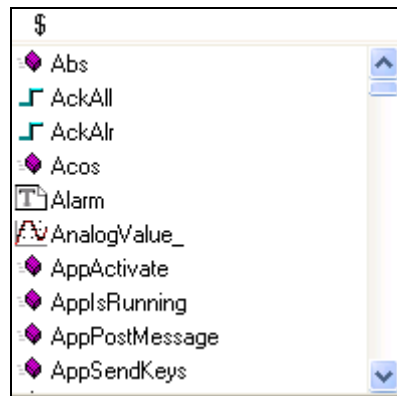 $
Abs
AckAll
AckAlr
Acos
Alarm
AnalogValue_
AppActivate
AppIsRunning
AppPostMessage
AppSendKeys